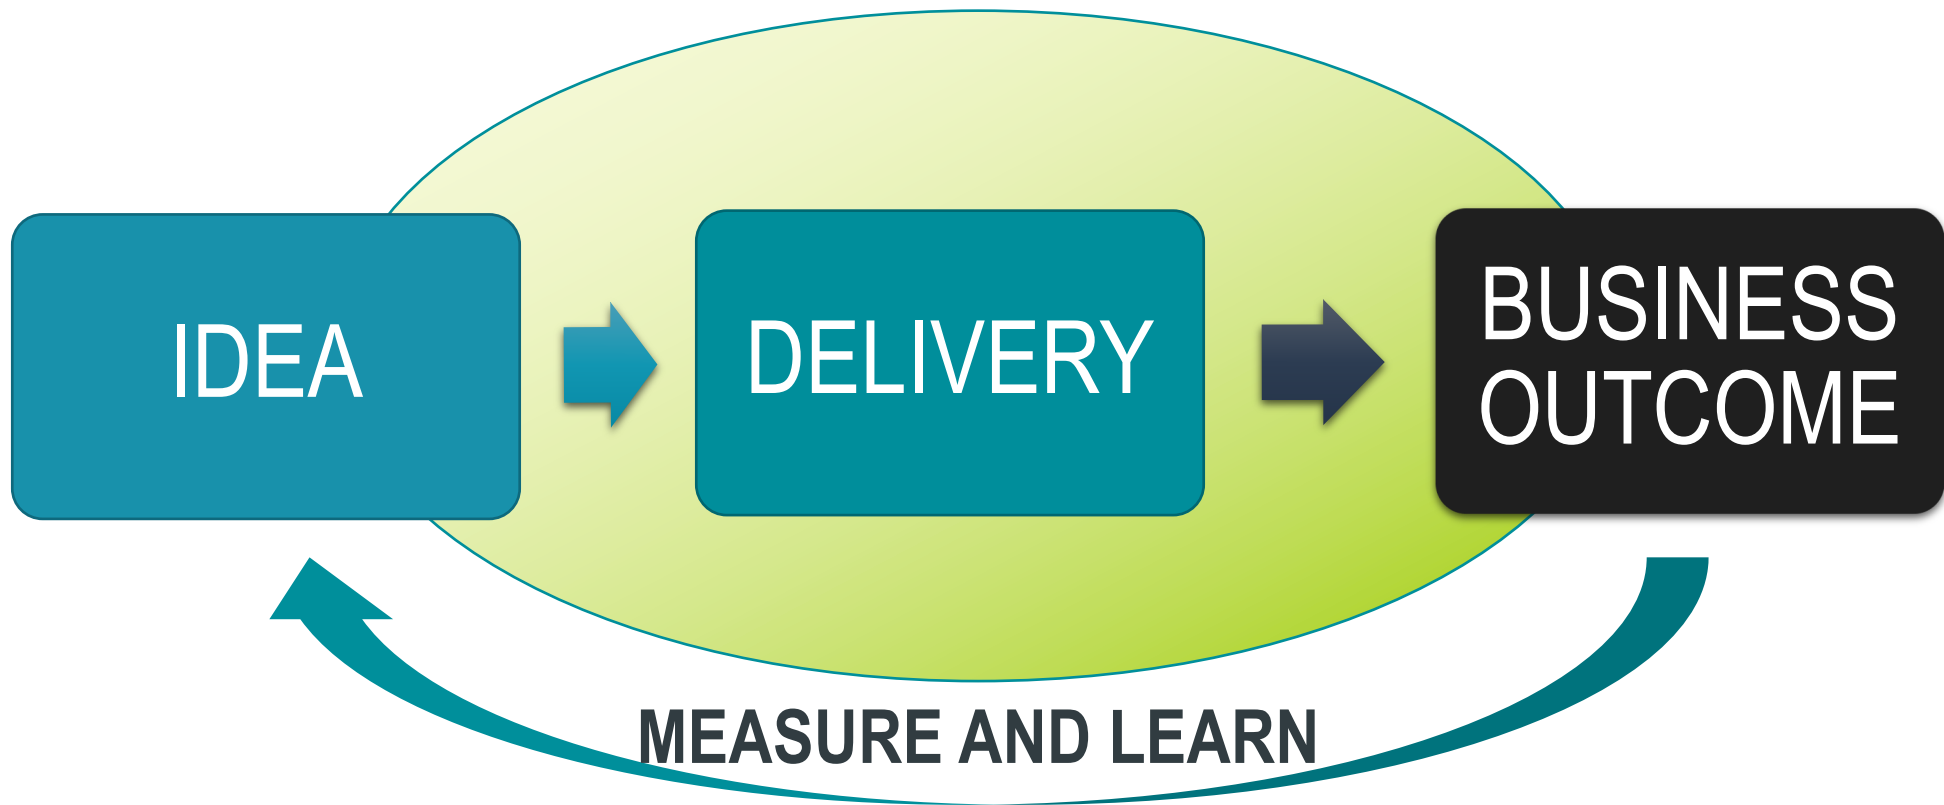 IDEA
DELIVERY
BUSINESS
OUTCOME
MEASURE AND LEARN